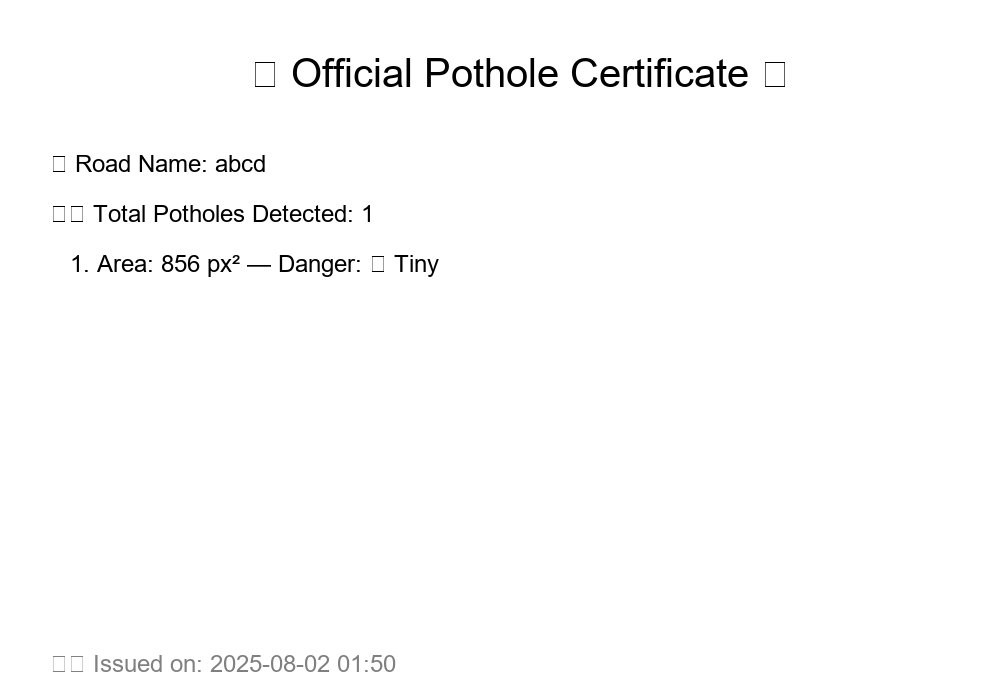 □ Official Pothole Certificate □
□ Road Name: abcd
□□ Total Potholes Detected: 1
1. Area: 856 px² — Danger: □ Tiny
□□ Issued on: 2025-08-02 01:50